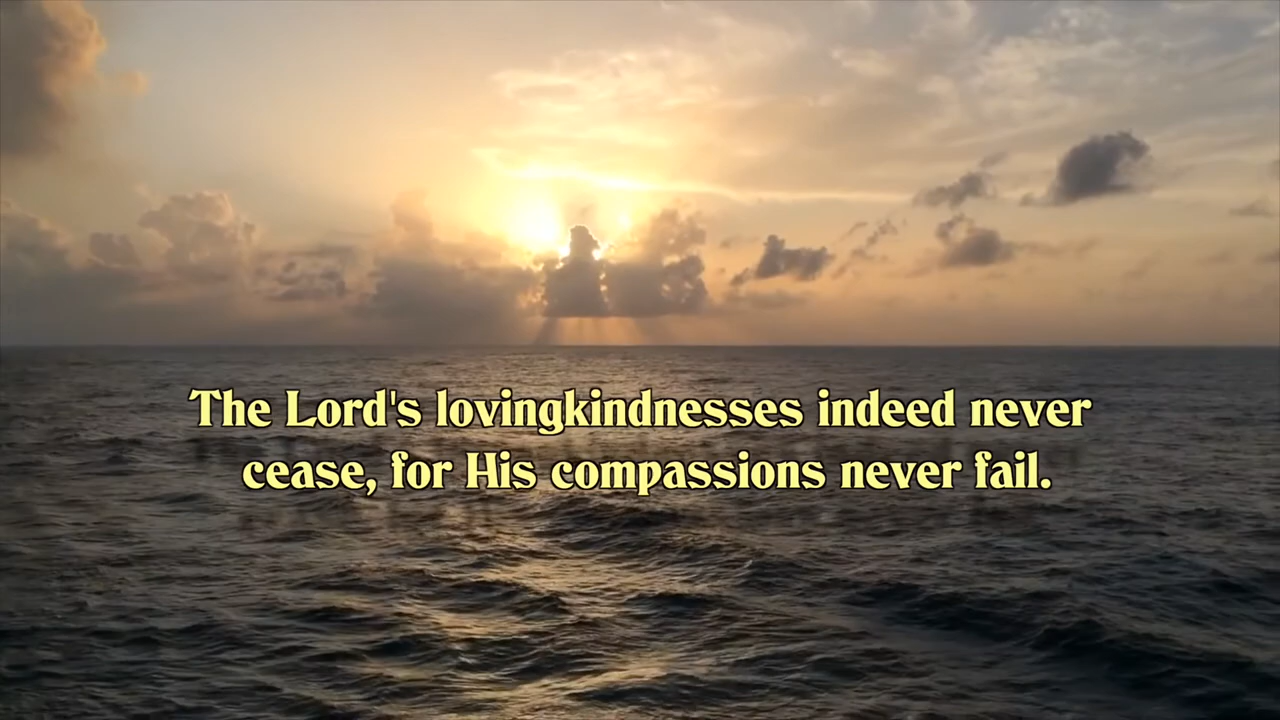 The Lord's lovingkindnesses indeed never
cease, for His compassions never fail.